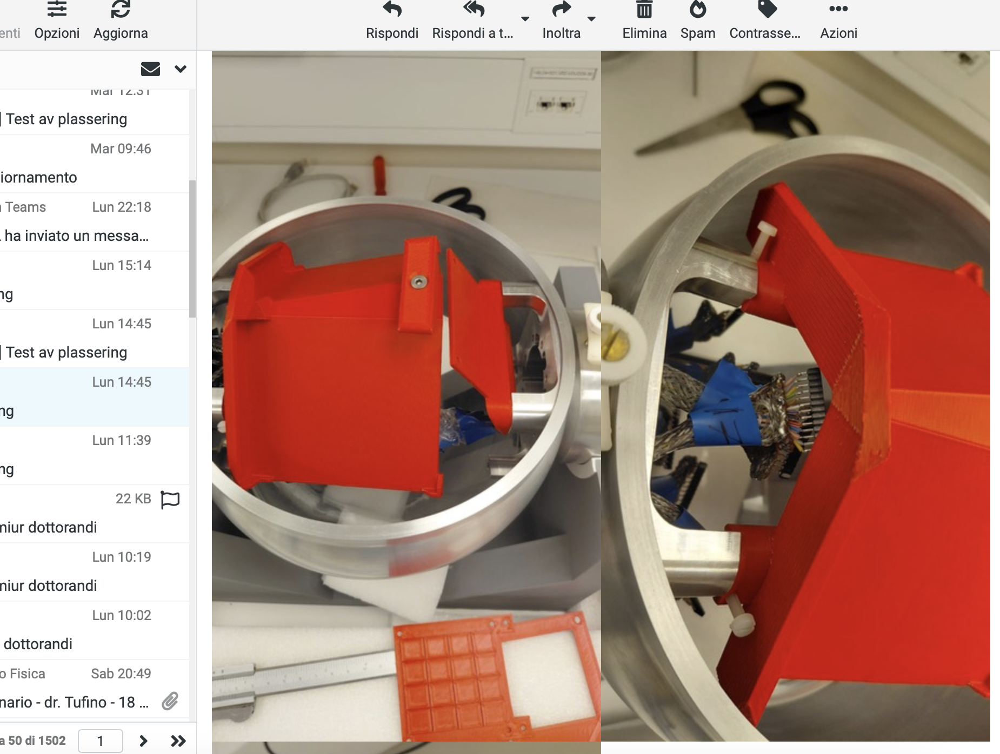 enti
Opzioni
Aggiorna
Rispondi
Rispondi a t...
Inoltra
Elimina
Spam
Contrasse...
Azioni
Mar 12:31
] Test av plassering
Mar 09:46
iornamento
Teams
Lun 22:18
ha inviato un messa...
Lun 15:14
ng
Lun 14:45
] Test av plassering
Lun 14:45
ng
Lun 11:39
ng
22 KB
miur dottorandi
Lun 10:19
miur dottorandi
Lun 10:02
dottorandi
o Fisica
Sab 20:49
nario - dr. Tufino - 18 ...
a 50 di 1502
1